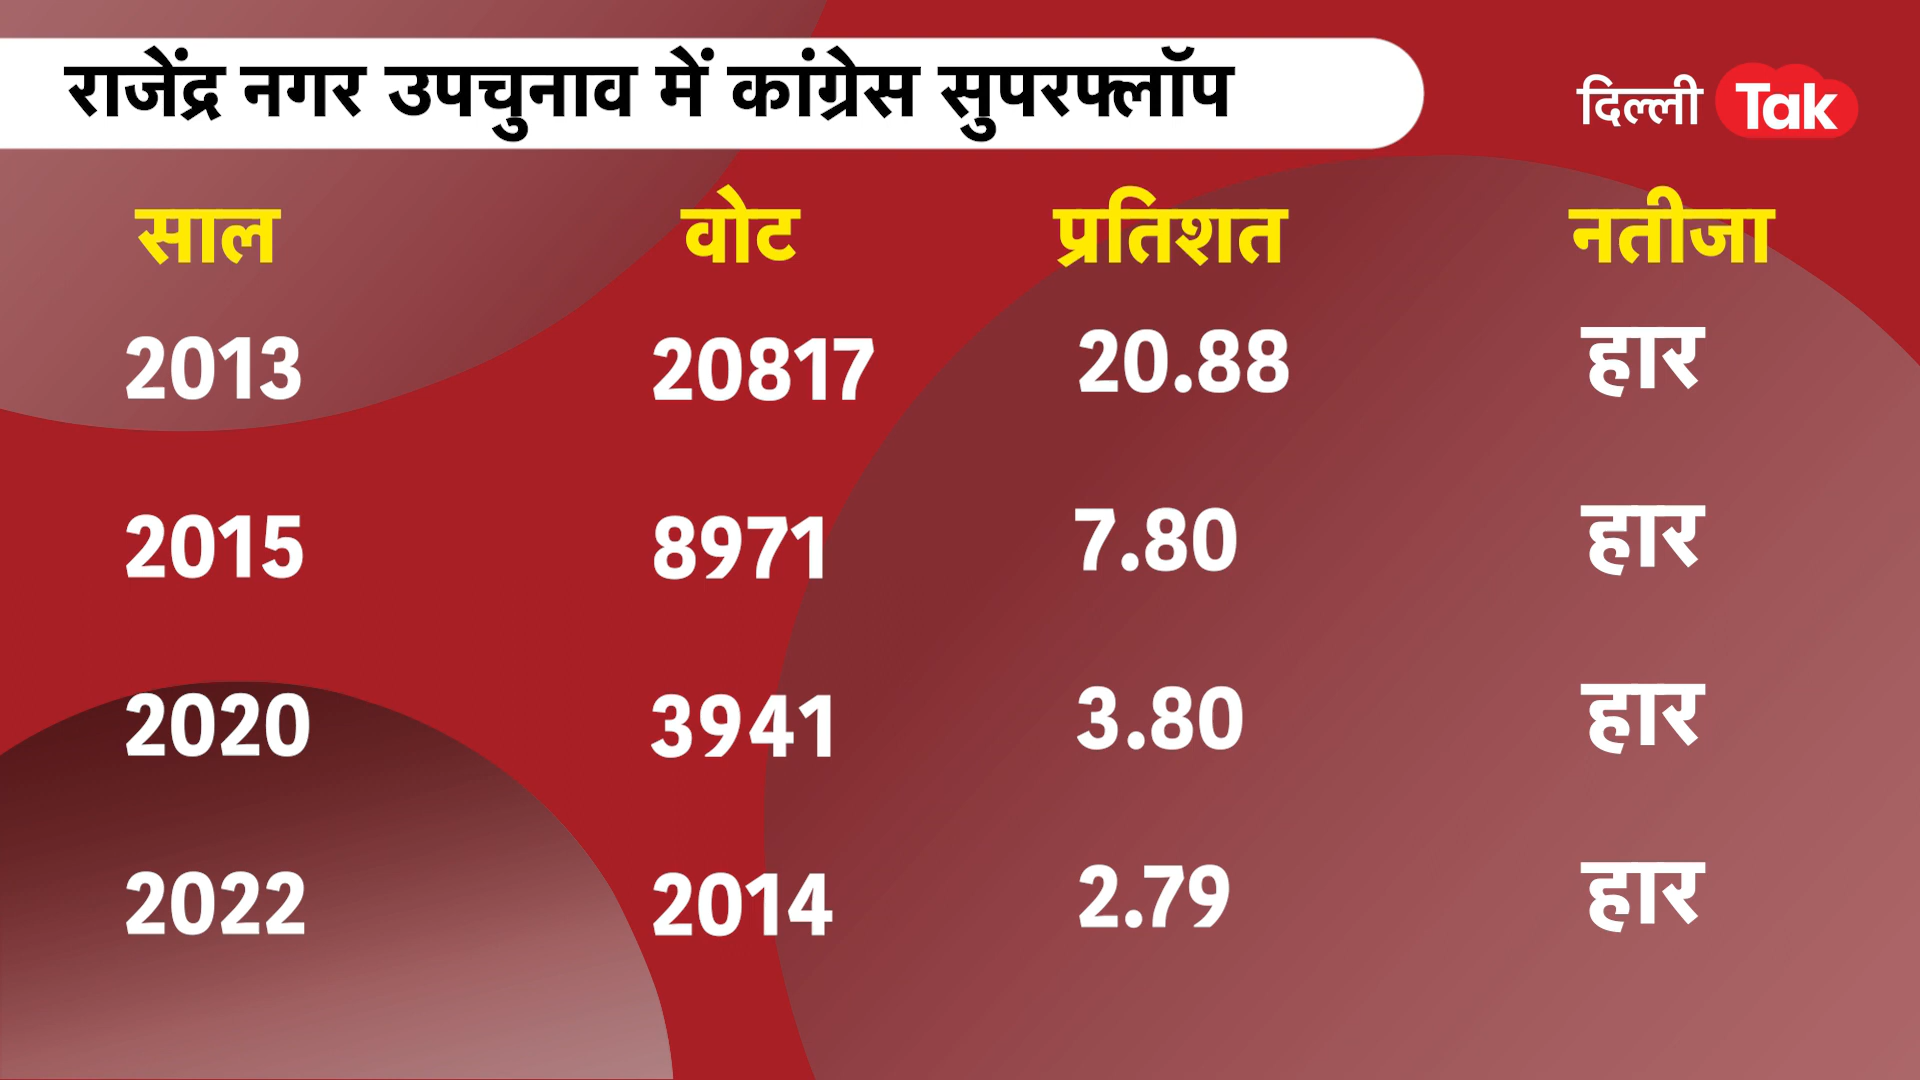 राजेंद्र नगर उपचुनाव में कांग्रेस सुपरफ्लॉप
दिल्ली Tak
साल वोट प्रतिशत नतीजा
2013 20817 20.88 हार
2015 8971 7.80 हार
2020 3941 3.80 हार
2022 2014 2.79 हार